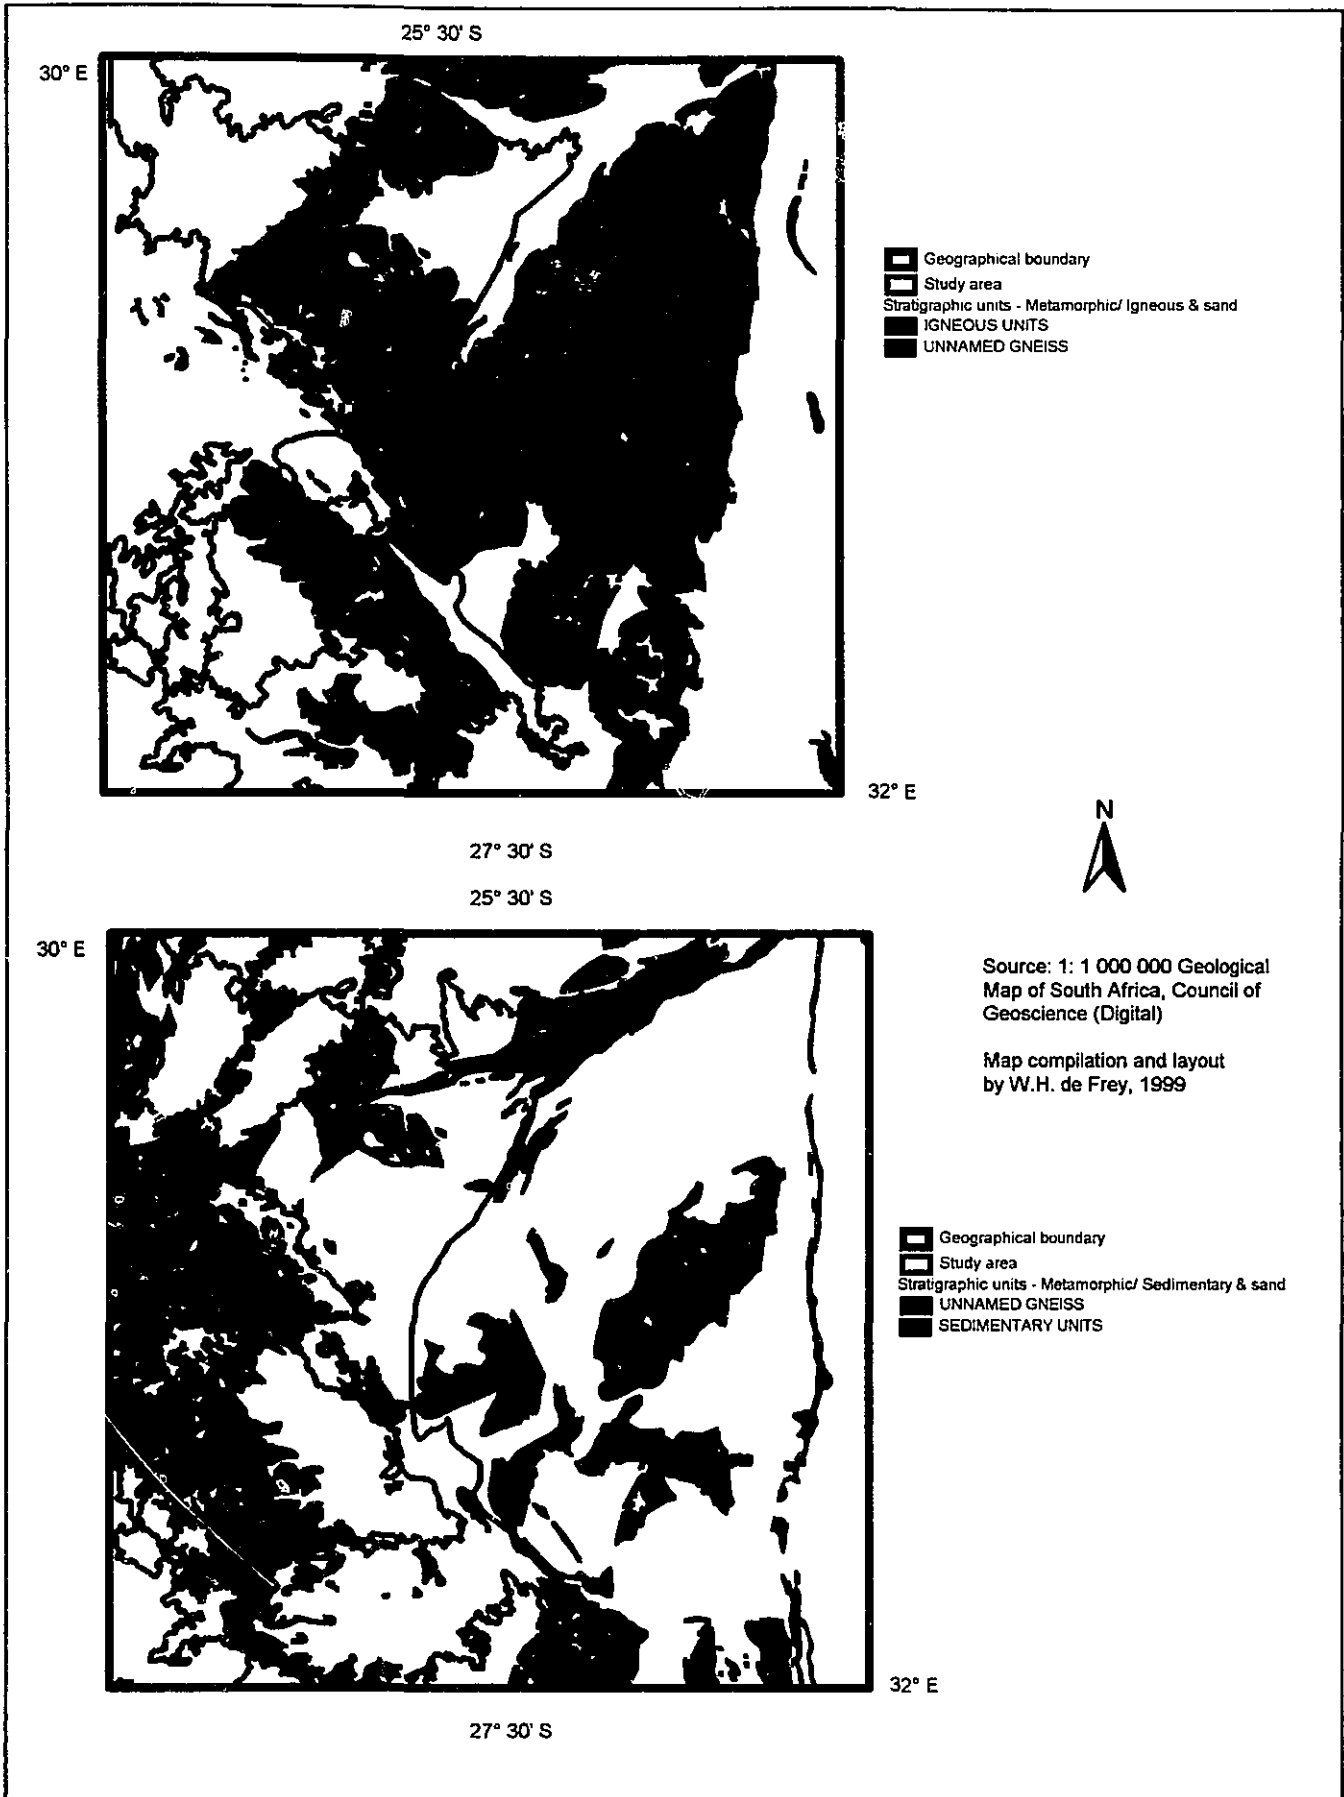 25° 30' S
30° E
Geographical boundary
Study area
Stratigraphic units - Metamorphic/ Igneous & sand
IGNEOUS UNITS
UNNAMED GNEISS
32° E
N
27° 30' S
25° 30' S
30° E
Source: 1: 1 000 000 Geological
Map of South Africa, Council of
Geoscience (Digital)
Map compilation and layout
by W.H. de Frey, 1999
Geographical boundary
Study area
Stratigraphic units - Metamorphic/ Sedimentary & sand
UNNAMED GNEISS
SEDIMENTARY UNITS
32° E
27° 30' S